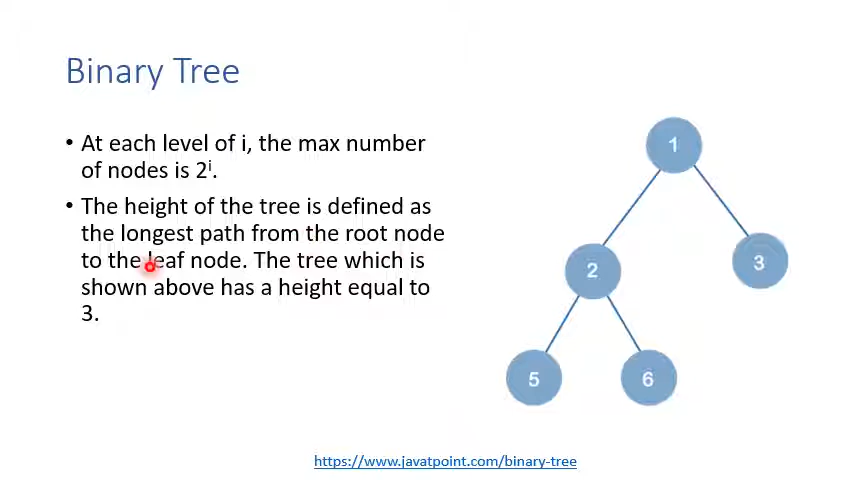 Binary Tree
• At each level of i, the max number
of nodes is 2ⁱ.
• The height of the tree is defined as
the longest path from the root node
to the leaf node. The tree which is
shown above has a height equal to
3.
1
2
3
5
6
https://www.javatpoint.com/binary-tree